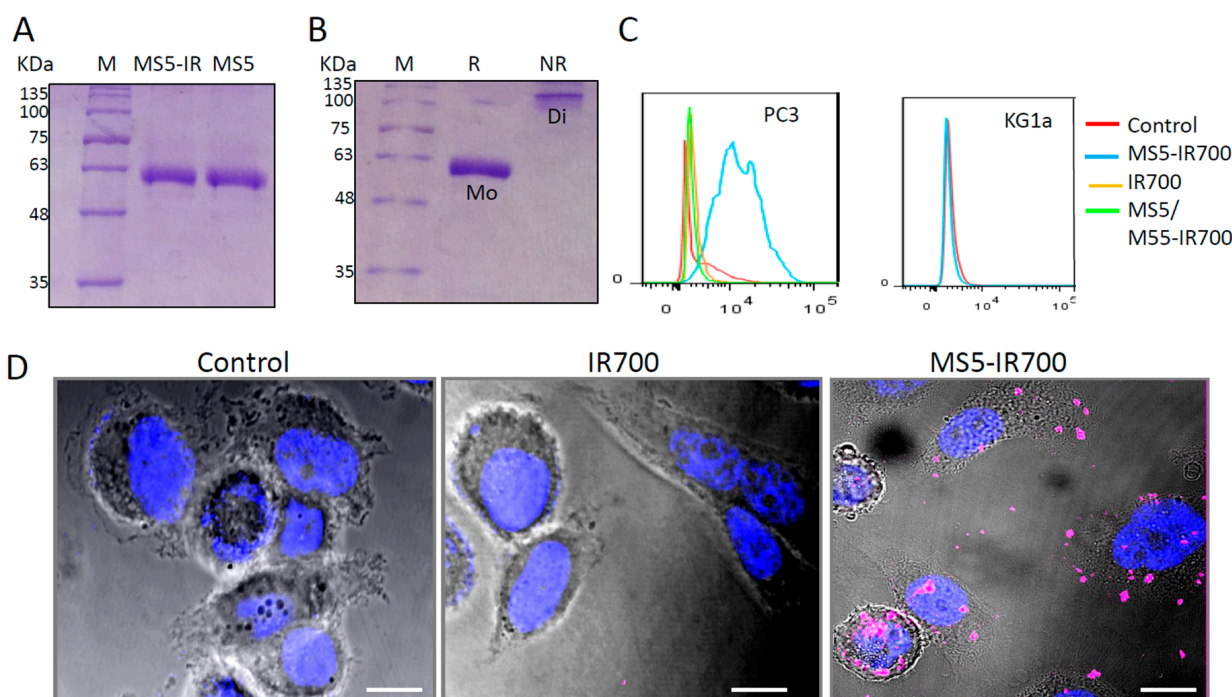 A
KDa M MS5-IR MS5
135
100
75
63
48
35
B
KDa M R NR
135
100
75
63
48
35
Di
Mo
C
PC3
0
0 10⁴ 10⁵
KG1a
0
0 10⁴ 10⁵
Control
MS5-IR700
IR700
MS5/
M55-IR700
D
Control IR700 MS5-IR700